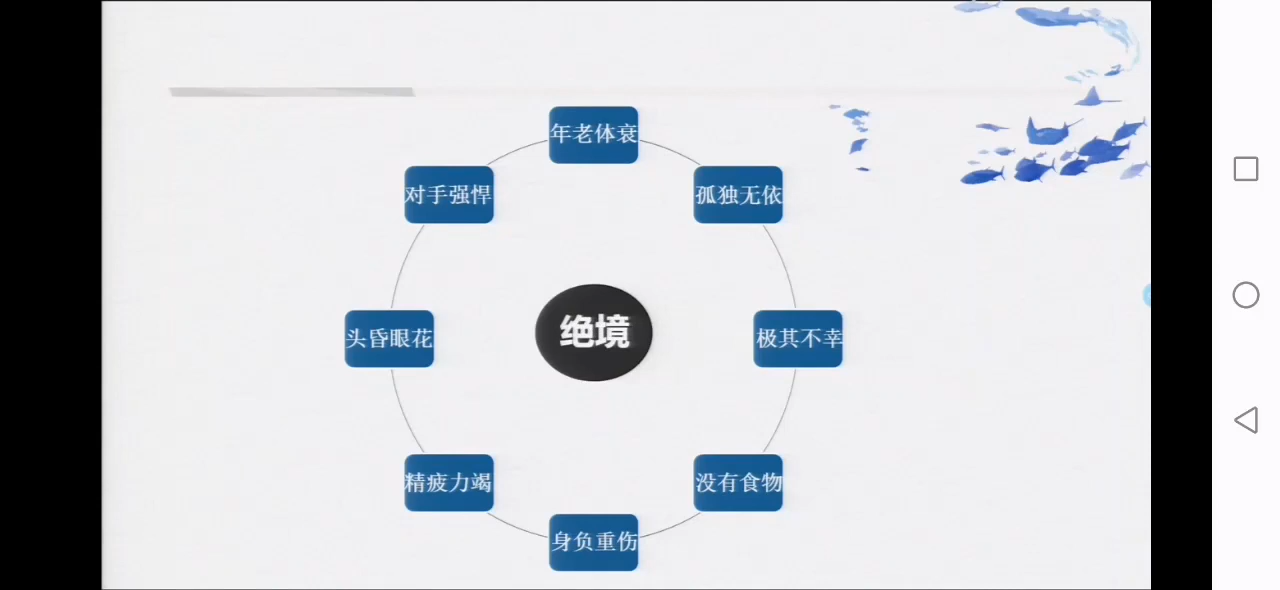 年老体衰
对手强悍
孤独无依
头昏眼花
绝境
极其不幸
精疲力竭
没有食物
身负重伤